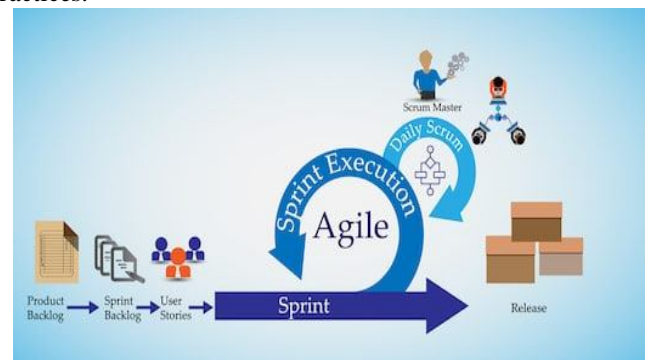 Scrum Master
Daily Scrum
Sprint Execution
Agile
Product
Backlog
Sprint
Backlog
User
Stories
Sprint
Release